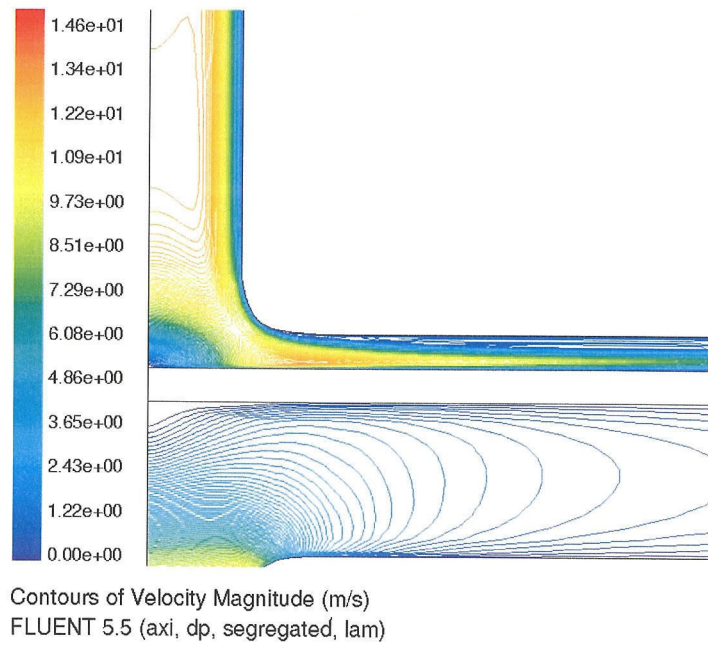 1.46e+01
1.34e+01
1.22e+01
1.09e+01
9.73e+00
8.51e+00
7.29e+00
6.08e+00
4.86e+00
3.65e+00
2.43e+00
1.22e+00
0.00e+00
Contours of Velocity Magnitude (m/s)
FLUENT 5.5 (axi, dp, segregated, lam)